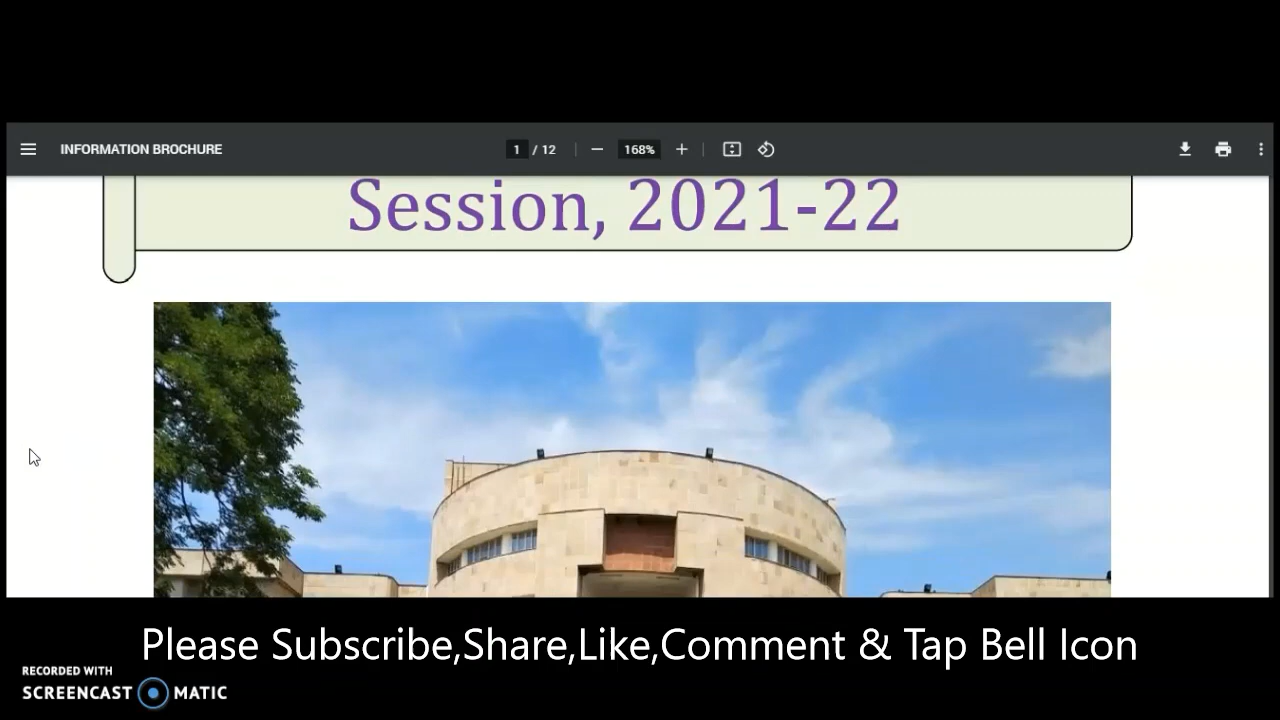 INFORMATION BROCHURE 1 / 12 168%
Session, 2021-22
Please Subscribe,Share,Like,Comment & Tap Bell Icon
RECORDED WITH
SCREENCAST MATIC